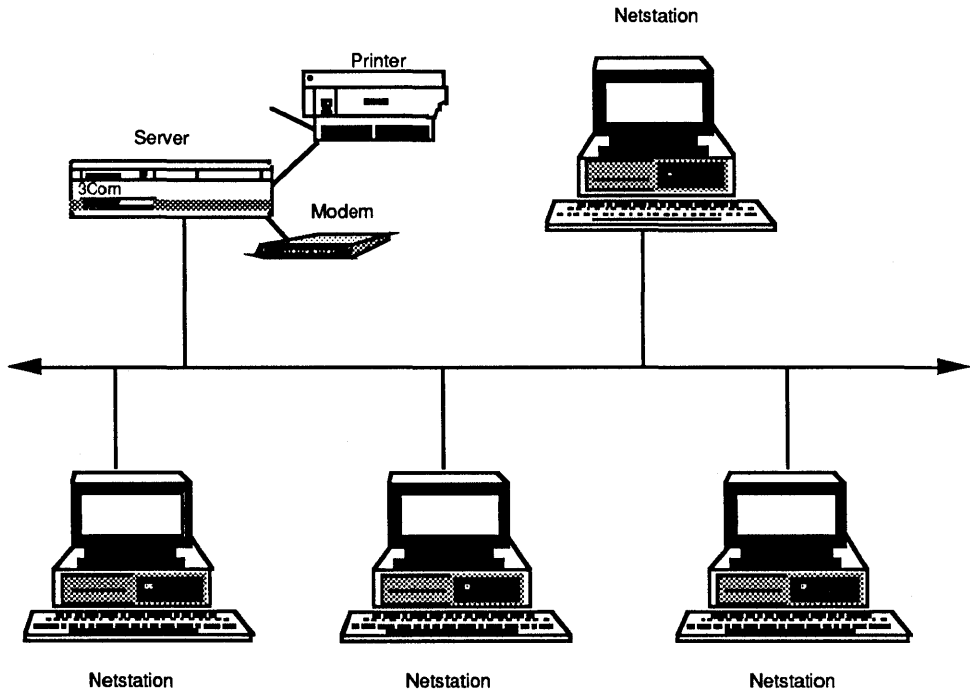 Netstation
Printer
Server
3Com
Modem
Netstation
Netstation
Netstation